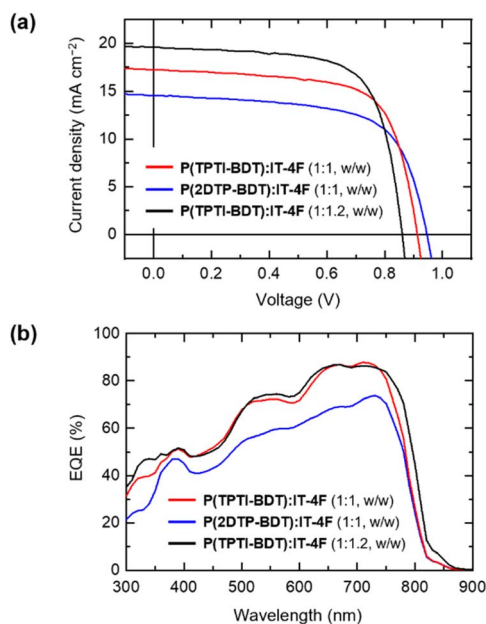 (a)
Current density (mA cm⁻²)
20
15
10
5
0
P(TPTI-BDT):IT-4F (1:1, w/w)
P(2DTP-BDT):IT-4F (1:1, w/w)
P(TPTI-BDT):IT-4F (1:1.2, w/w)
0.0 0.2 0.4 0.6 0.8 1.0
Voltage (V)
(b)
EQE (%)
100
80
60
40
20
0
P(TPTI-BDT):IT-4F (1:1, w/w)
P(2DTP-BDT):IT-4F (1:1, w/w)
P(TPTI-BDT):IT-4F (1:1.2, w/w)
300 400 500 600 700 800 900
Wavelength (nm)